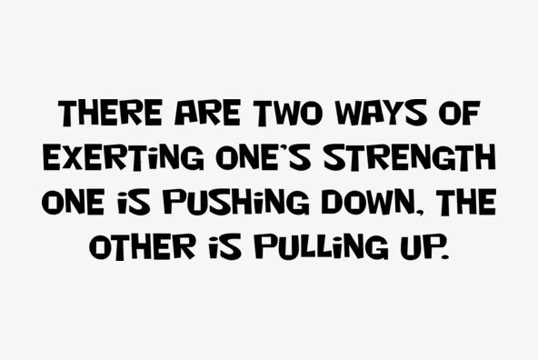 THERE ARE TWO WAYS OF
EXERTiNG ONE'S STRENGTH
ONE iS PUSHiNG DOWN, THE
OTHER iS PULLiNG UP.